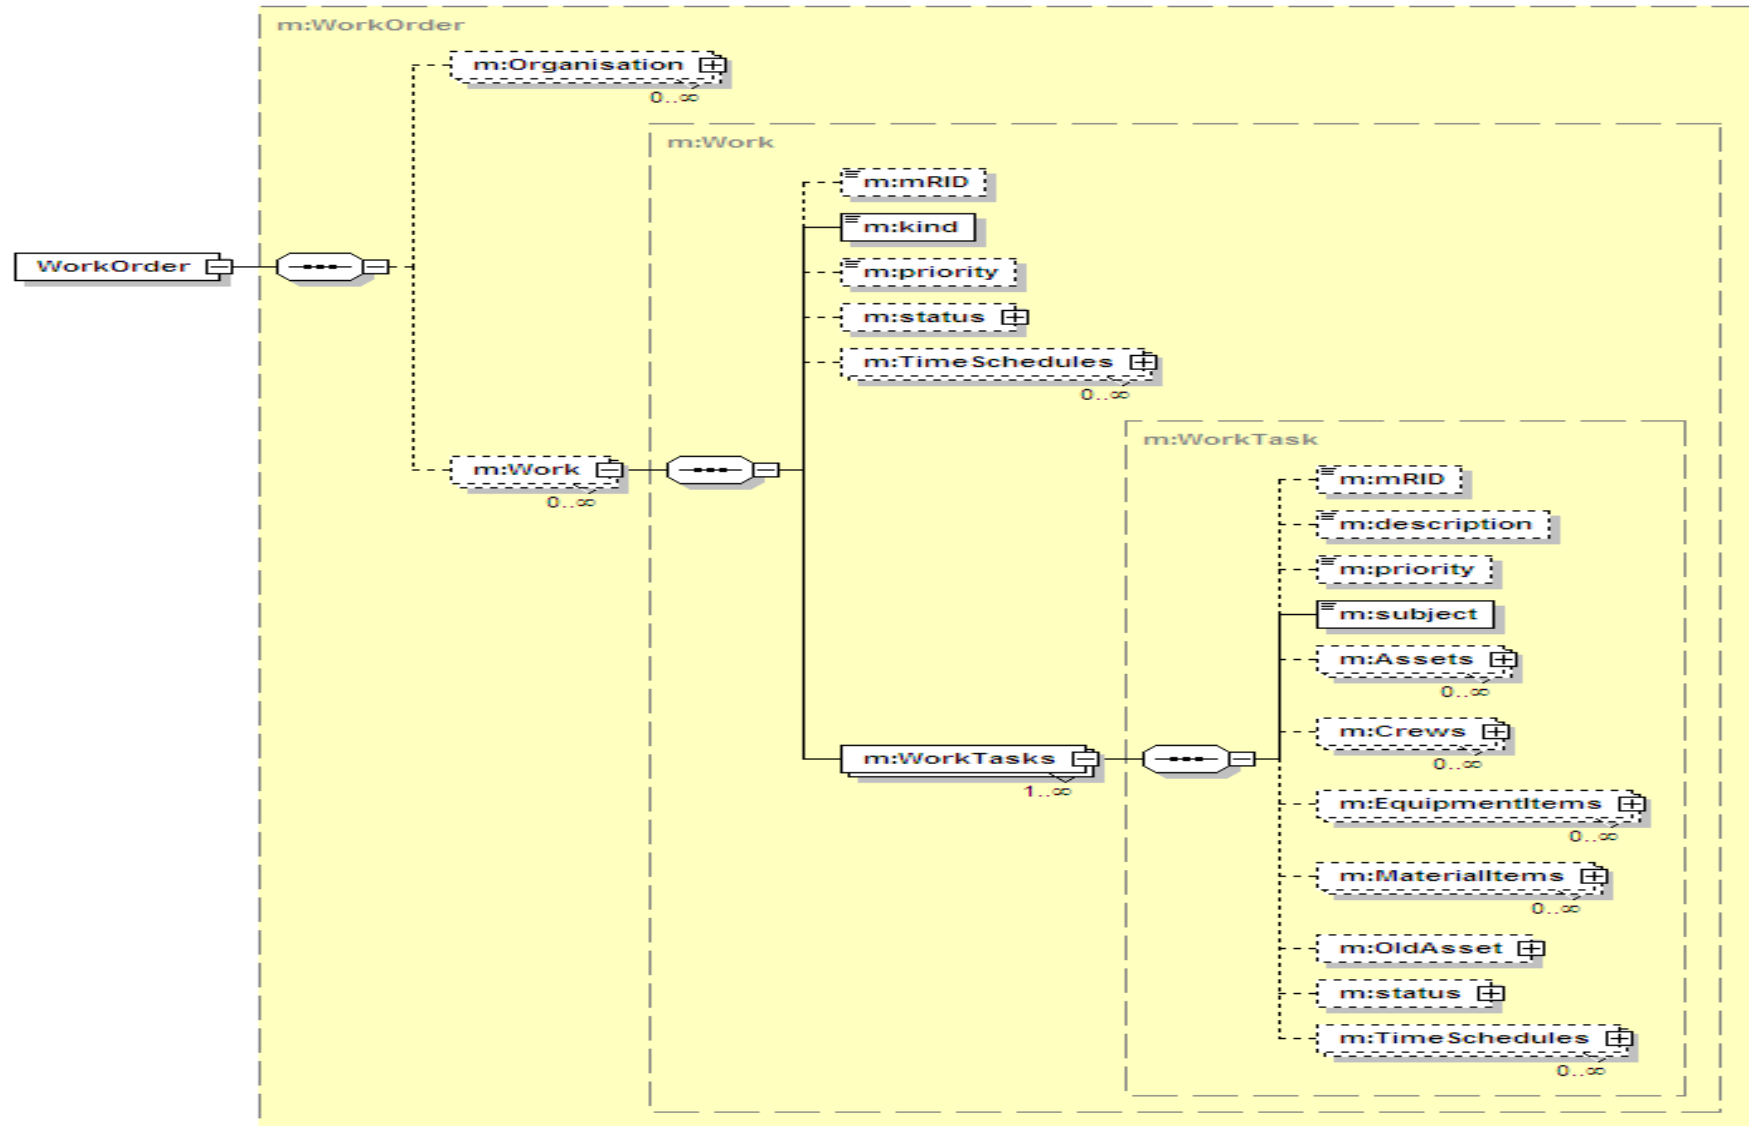 m:WorkOrder
m:Organisation
0..∞
m:Work
m:mRID
m:kind
WorkOrder
m:priority
m:status
m:TimeSchedules
0..∞
m:WorkTask
m:Work
0..∞
m:mRID
m:description
m:priority
m:subject
m:Assets
0..∞
m:Crews
0..∞
m:WorkTasks
1..∞
m:EquipmentItems
0..∞
m:MaterialItems
0..∞
m:OldAsset
m:status
m:TimeSchedules
0..∞